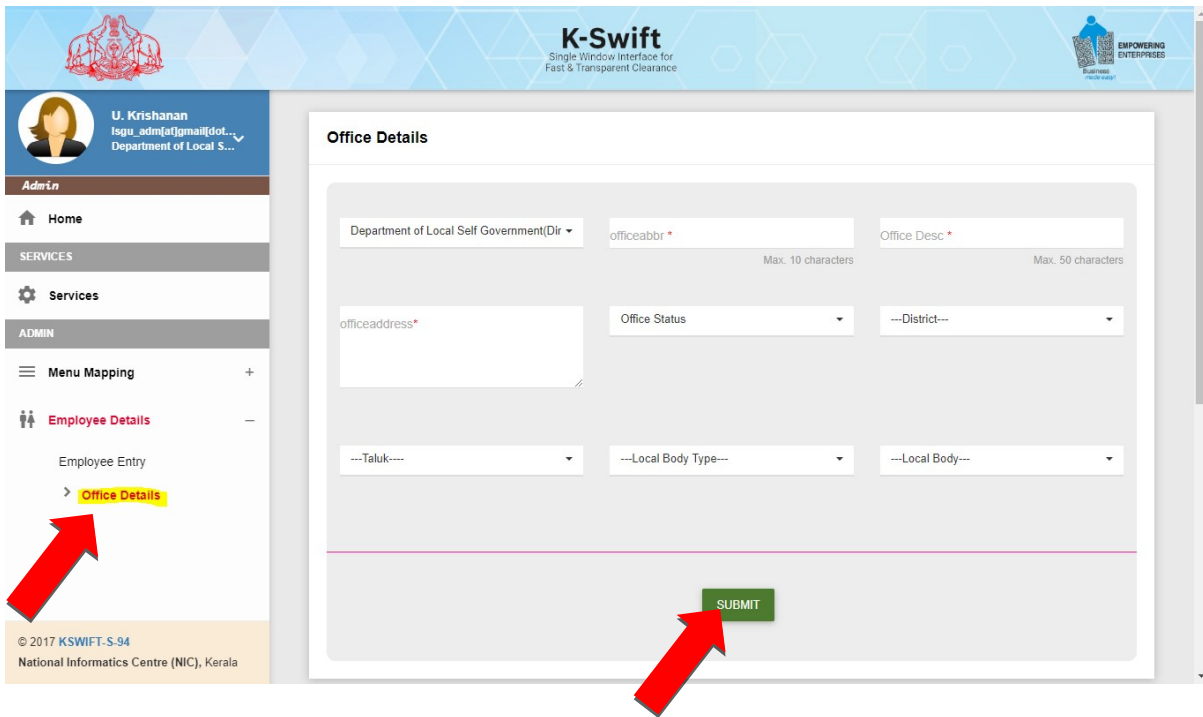 K-Swift
Single Window Interface for
Fast & Transparent Clearance
EMPOWERING
ENTERPRISES
Business
made easy!
U. Krishanan
lsgu_adm[at]gmail[dot...
Department of Local S...
Admin
Home
SERVICES
Services
ADMIN
Menu Mapping +
Employee Details –
Employee Entry
Office Details
© 2017 KSWIFT-S-94
National Informatics Centre (NIC), Kerala
Office Details
Department of Local Self Government(Dir
officeabbr *
Max. 10 characters
Office Desc *
Max. 50 characters
officeaddress*
Office Status
---District---
---Taluk----
---Local Body Type---
---Local Body---
SUBMIT